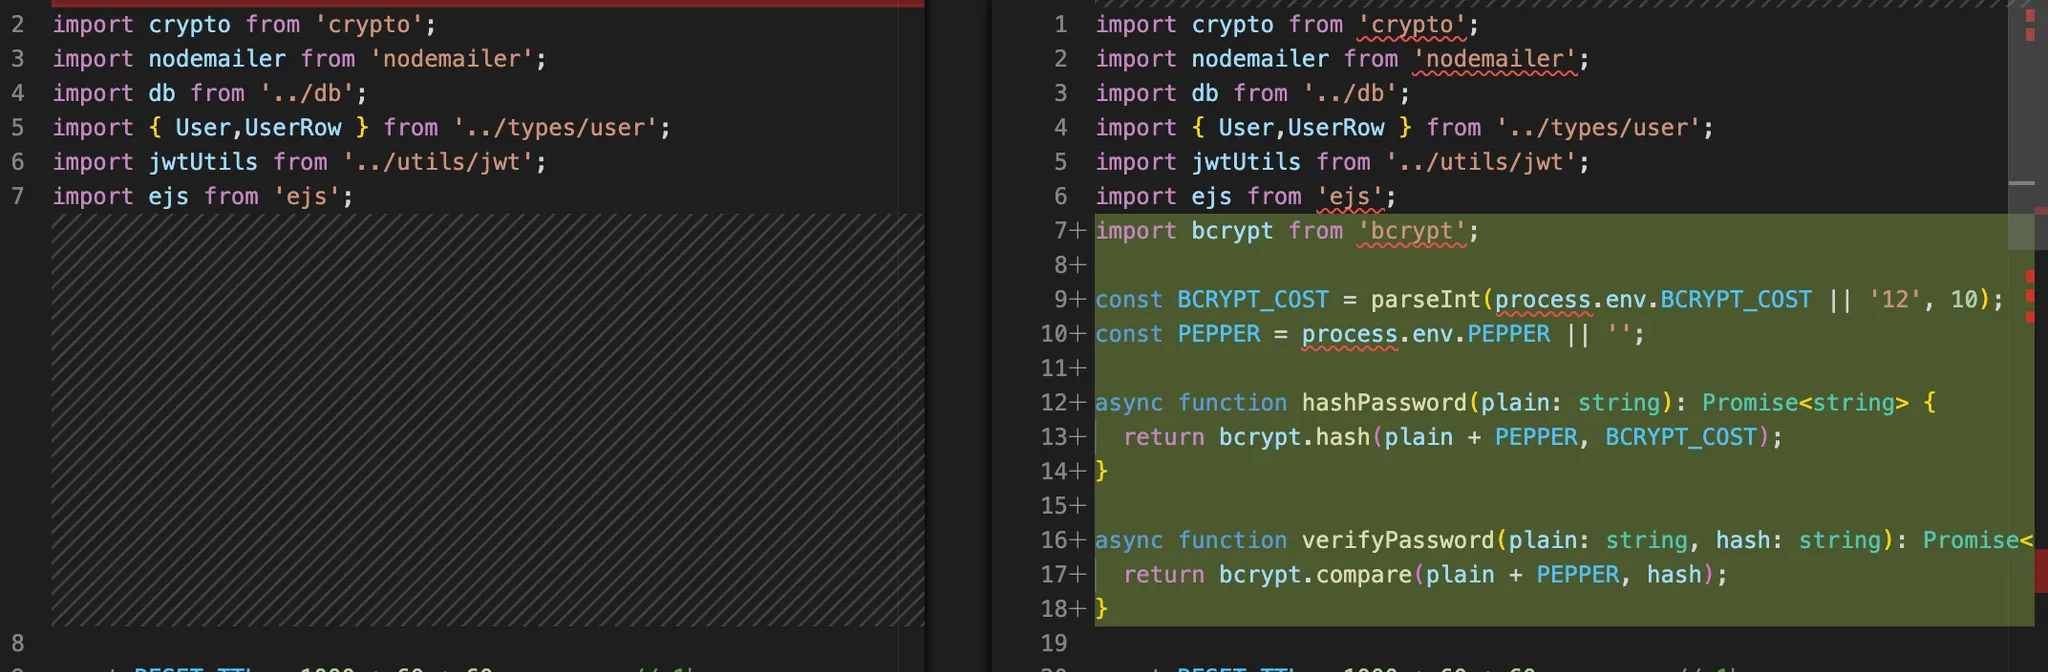 2 import crypto from 'crypto';
3 import nodemailer from 'nodemailer';
4 import db from '../db';
5 import { User,UserRow } from '../types/user';
6 import jwtUtils from '../utils/jwt';
7 import ejs from 'ejs';
8
1 import crypto from 'crypto';
2 import nodemailer from 'nodemailer';
3 import db from '../db';
4 import { User,UserRow } from '../types/user';
5 import jwtUtils from '../utils/jwt';
6 import ejs from 'ejs';
7+ import bcrypt from 'bcrypt';
8+
9+ const BCRYPT_COST = parseInt(process.env.BCRYPT_COST || '12', 10);
10+ const PEPPER = process.env.PEPPER || '';
11+
12+ async function hashPassword(plain: string): Promise<string> {
13+ return bcrypt.hash(plain + PEPPER, BCRYPT_COST);
14+ }
15+
16+ async function verifyPassword(plain: string, hash: string): Promise<
17+ return bcrypt.compare(plain + PEPPER, hash);
18+ }
19